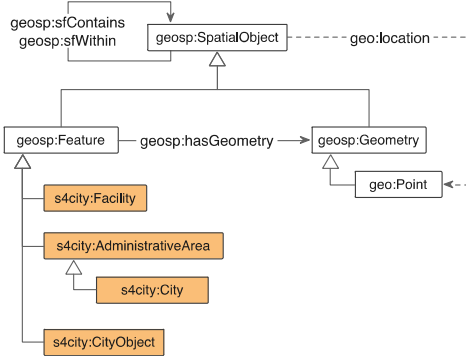 geosp:sfContains
geosp:sfWithin
geosp:SpatialObject
geo:location
geosp:Feature
geosp:hasGeometry
geosp:Geometry
geo:Point
s4city:Facility
s4city:AdministrativeArea
s4city:City
s4city:CityObject